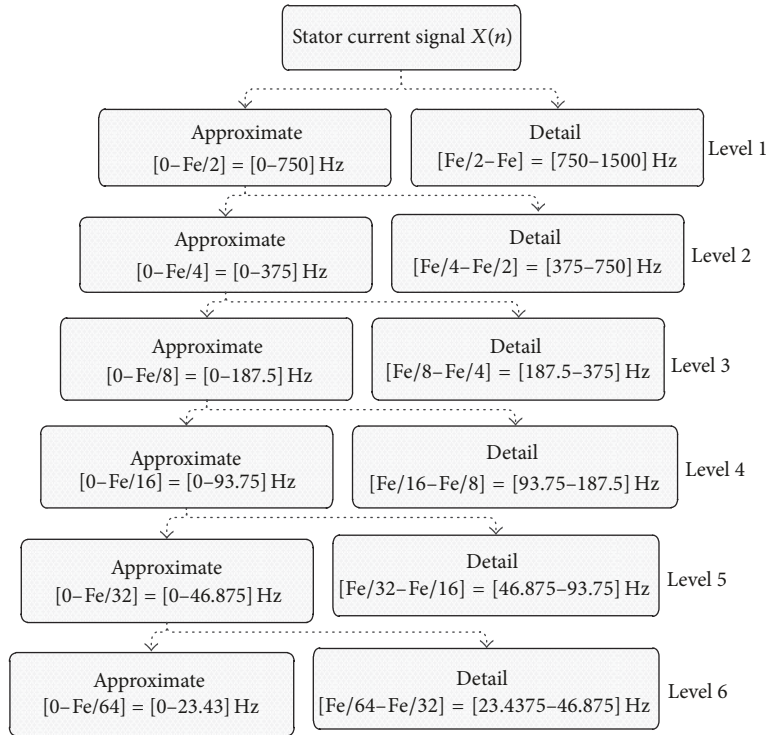 Stator current signal X(n)
Approximate
[0–Fe/2] = [0–750] Hz
Detail
[Fe/2–Fe] = [750–1500] Hz
Level 1
Approximate
[0–Fe/4] = [0–375] Hz
Detail
[Fe/4–Fe/2] = [375–750] Hz
Level 2
Approximate
[0–Fe/8] = [0–187.5] Hz
Detail
[Fe/8–Fe/4] = [187.5–375] Hz
Level 3
Approximate
[0–Fe/16] = [0–93.75] Hz
Detail
[Fe/16–Fe/8] = [93.75–187.5] Hz
Level 4
Approximate
[0–Fe/32] = [0–46.875] Hz
Detail
[Fe/32–Fe/16] = [46.875–93.75] Hz
Level 5
Approximate
[0–Fe/64] = [0–23.43] Hz
Detail
[Fe/64–Fe/32] = [23.4375–46.875] Hz
Level 6